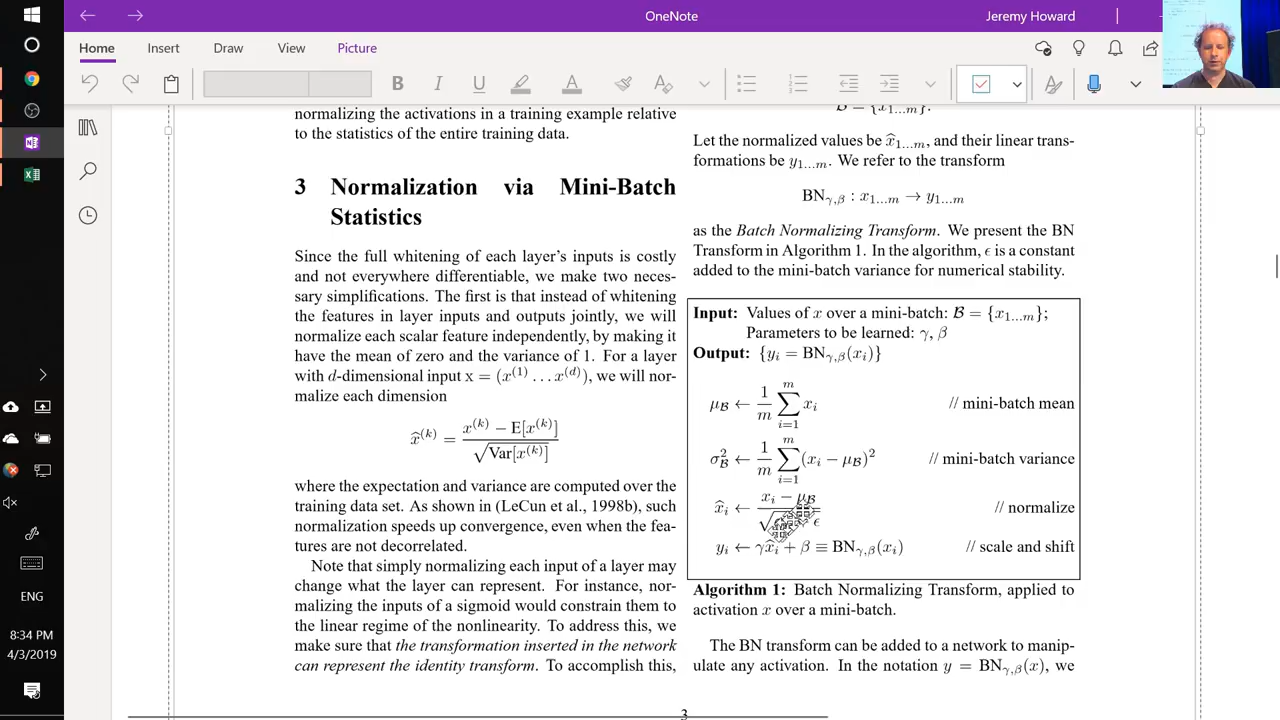 OneNote
Jeremy Howard
Home
Insert
Draw
View
Picture
B
I
U
A
A
normalizing the activations in a training example relative
to the statistics of the entire training data.
3 Normalization via Mini-Batch
Statistics
Since the full whitening of each layer's inputs is costly
and not everywhere differentiable, we make two neces-
sary simplifications. The first is that instead of whitening
the features in layer inputs and outputs jointly, we will
normalize each scalar feature independently, by making it
have the mean of zero and the variance of 1. For a layer
with d-dimensional input x = (x^(1) … x^(d)), we will nor-
malize each dimension
x̂^(k) = (x^(k) − E[x^(k)]) / √Var[x^(k)]
where the expectation and variance are computed over the
training data set. As shown in (LeCun et al., 1998b), such
normalization speeds up convergence, even when the fea-
tures are not decorrelated.
Note that simply normalizing each input of a layer may
change what the layer can represent. For instance, nor-
malizing the inputs of a sigmoid would constrain them to
the linear regime of the nonlinearity. To address this, we
make sure that the transformation inserted in the network
can represent the identity transform. To accomplish this,
B = {x₁…ₘ}.
Let the normalized values be x̂₁…ₘ, and their linear trans-
formations be y₁…ₘ. We refer to the transform
BN_γ,β : x₁…ₘ → y₁…ₘ
as the Batch Normalizing Transform. We present the BN
Transform in Algorithm 1. In the algorithm, ϵ is a constant
added to the mini-batch variance for numerical stability.
Input: Values of x over a mini-batch: B = {x₁…ₘ};
Parameters to be learned: γ, β
Output: {yᵢ = BN_γ,β(xᵢ)}
μ_B ← 1/m ∑_{i=1}^{m} xᵢ // mini-batch mean
σ²_B ← 1/m ∑_{i=1}^{m} (xᵢ − μ_B)² // mini-batch variance
x̂ᵢ ← (xᵢ − μ_B) / √ ϵ // normalize
yᵢ ← γx̂ᵢ + β ≡ BN_γ,β(xᵢ) // scale and shift
Algorithm 1: Batch Normalizing Transform, applied to
activation x over a mini-batch.
The BN transform can be added to a network to manip-
ulate any activation. In the notation y = BN_γ,β(x), we
3
ENG
8:34 PM
4/3/2019